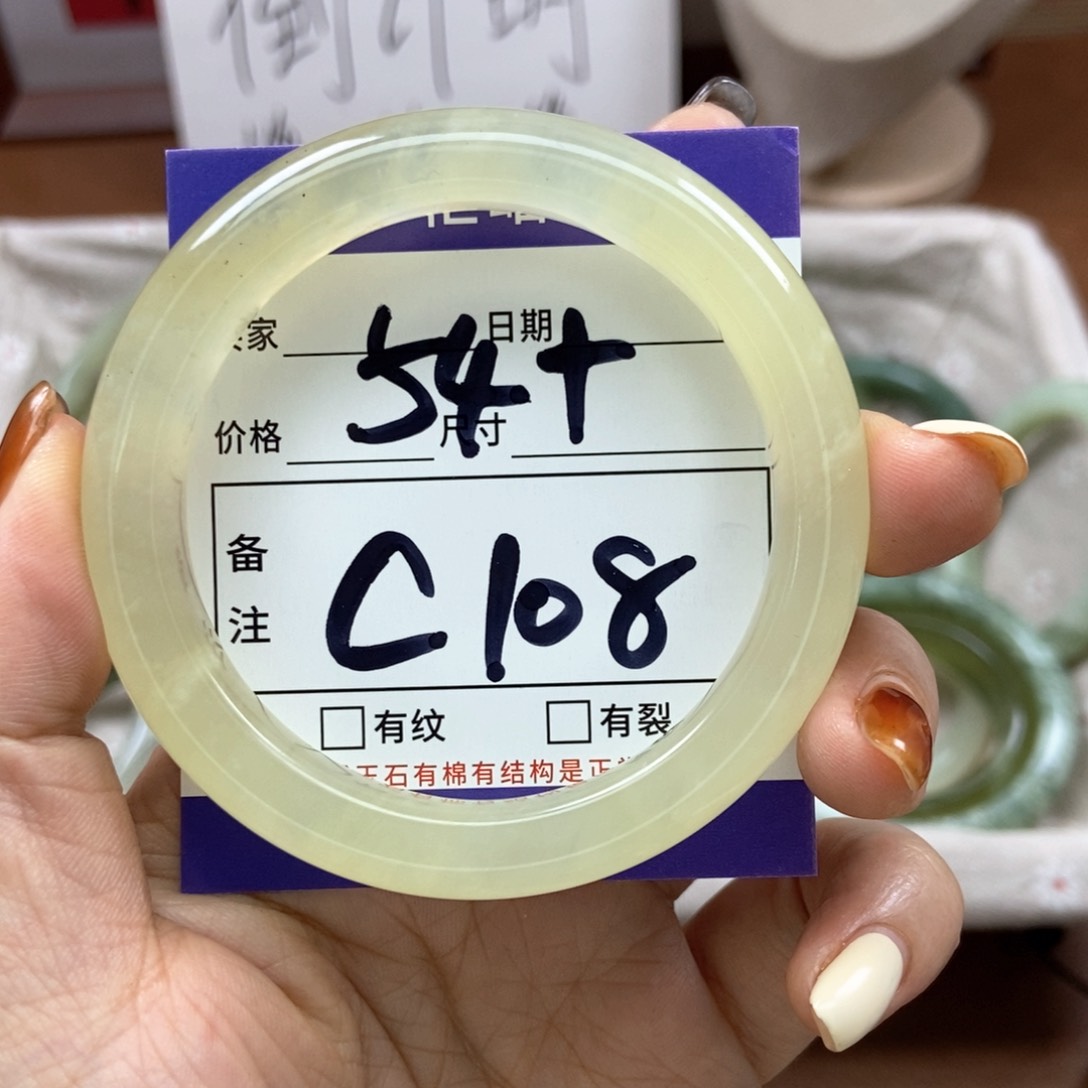 家 日期
54+
价格 尺寸
备注
C108
有纹 有裂
玉石有棉有结构是正